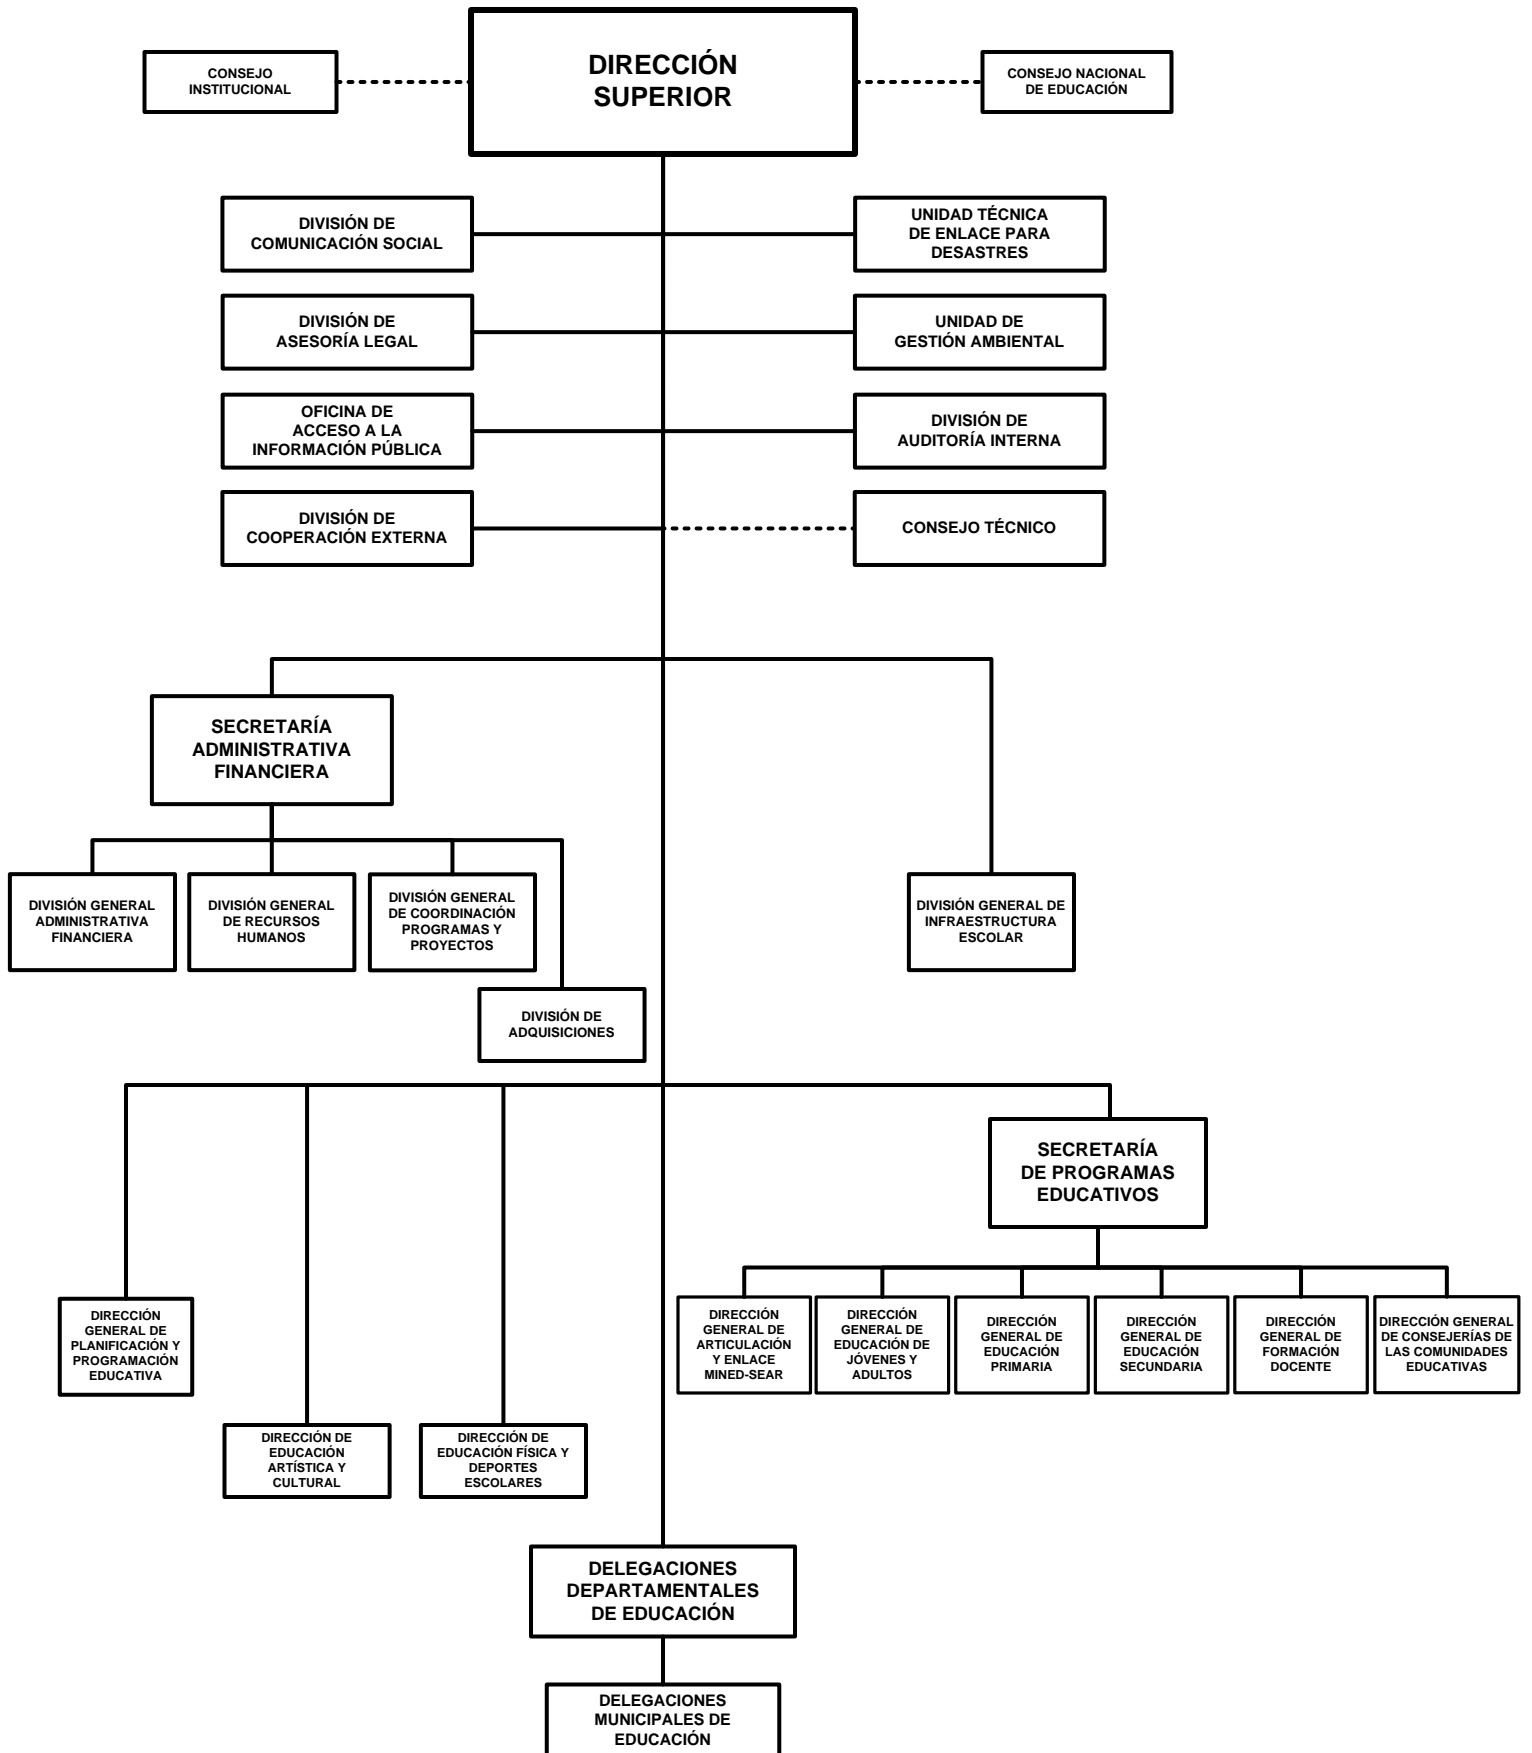 DIRECCIÓN
SUPERIOR
CONSEJO
INSTITUCIONAL
CONSEJO NACIONAL
DE EDUCACIÓN
DIVISIÓN DE
COMUNICACIÓN SOCIAL
UNIDAD TÉCNICA
DE ENLACE PARA
DESASTRES
DIVISIÓN DE
ASESORÍA LEGAL
UNIDAD DE
GESTIÓN AMBIENTAL
OFICINA DE
ACCESO A LA
INFORMACIÓN PÚBLICA
DIVISIÓN DE
AUDITORÍA INTERNA
DIVISIÓN DE
COOPERACIÓN EXTERNA
CONSEJO TÉCNICO
SECRETARÍA
ADMINISTRATIVA
FINANCIERA
DIVISIÓN GENERAL
ADMINISTRATIVA
FINANCIERA
DIVISIÓN GENERAL
DE RECURSOS
HUMANOS
DIVISIÓN GENERAL
DE COORDINACIÓN
PROGRAMAS Y
PROYECTOS
DIVISIÓN GENERAL DE
INFRAESTRUCTURA
ESCOLAR
DIVISIÓN DE
ADQUISICIONES
SECRETARÍA
DE PROGRAMAS
EDUCATIVOS
DIRECCIÓN
GENERAL DE
PLANIFICACIÓN Y
PROGRAMACIÓN
EDUCATIVA
DIRECCIÓN
GENERAL DE
ARTICULACIÓN
Y ENLACE
MINED-SEAR
DIRECCIÓN
GENERAL DE
EDUCACIÓN DE
JÓVENES Y
ADULTOS
DIRECCIÓN
GENERAL DE
EDUCACIÓN
PRIMARIA
DIRECCIÓN
GENERAL DE
EDUCACIÓN
SECUNDARIA
DIRECCIÓN
GENERAL DE
FORMACIÓN
DOCENTE
DIRECCIÓN GENERAL
DE CONSEJERÍAS DE
LAS COMUNIDADES
EDUCATIVAS
DIRECCIÓN DE
EDUCACIÓN
ARTÍSTICA Y
CULTURAL
DIRECCIÓN DE
EDUCACIÓN FÍSICA Y
DEPORTES
ESCOLARES
DELEGACIONES
DEPARTAMENTALES
DE EDUCACIÓN
DELEGACIONES
MUNICIPALES DE
EDUCACIÓN